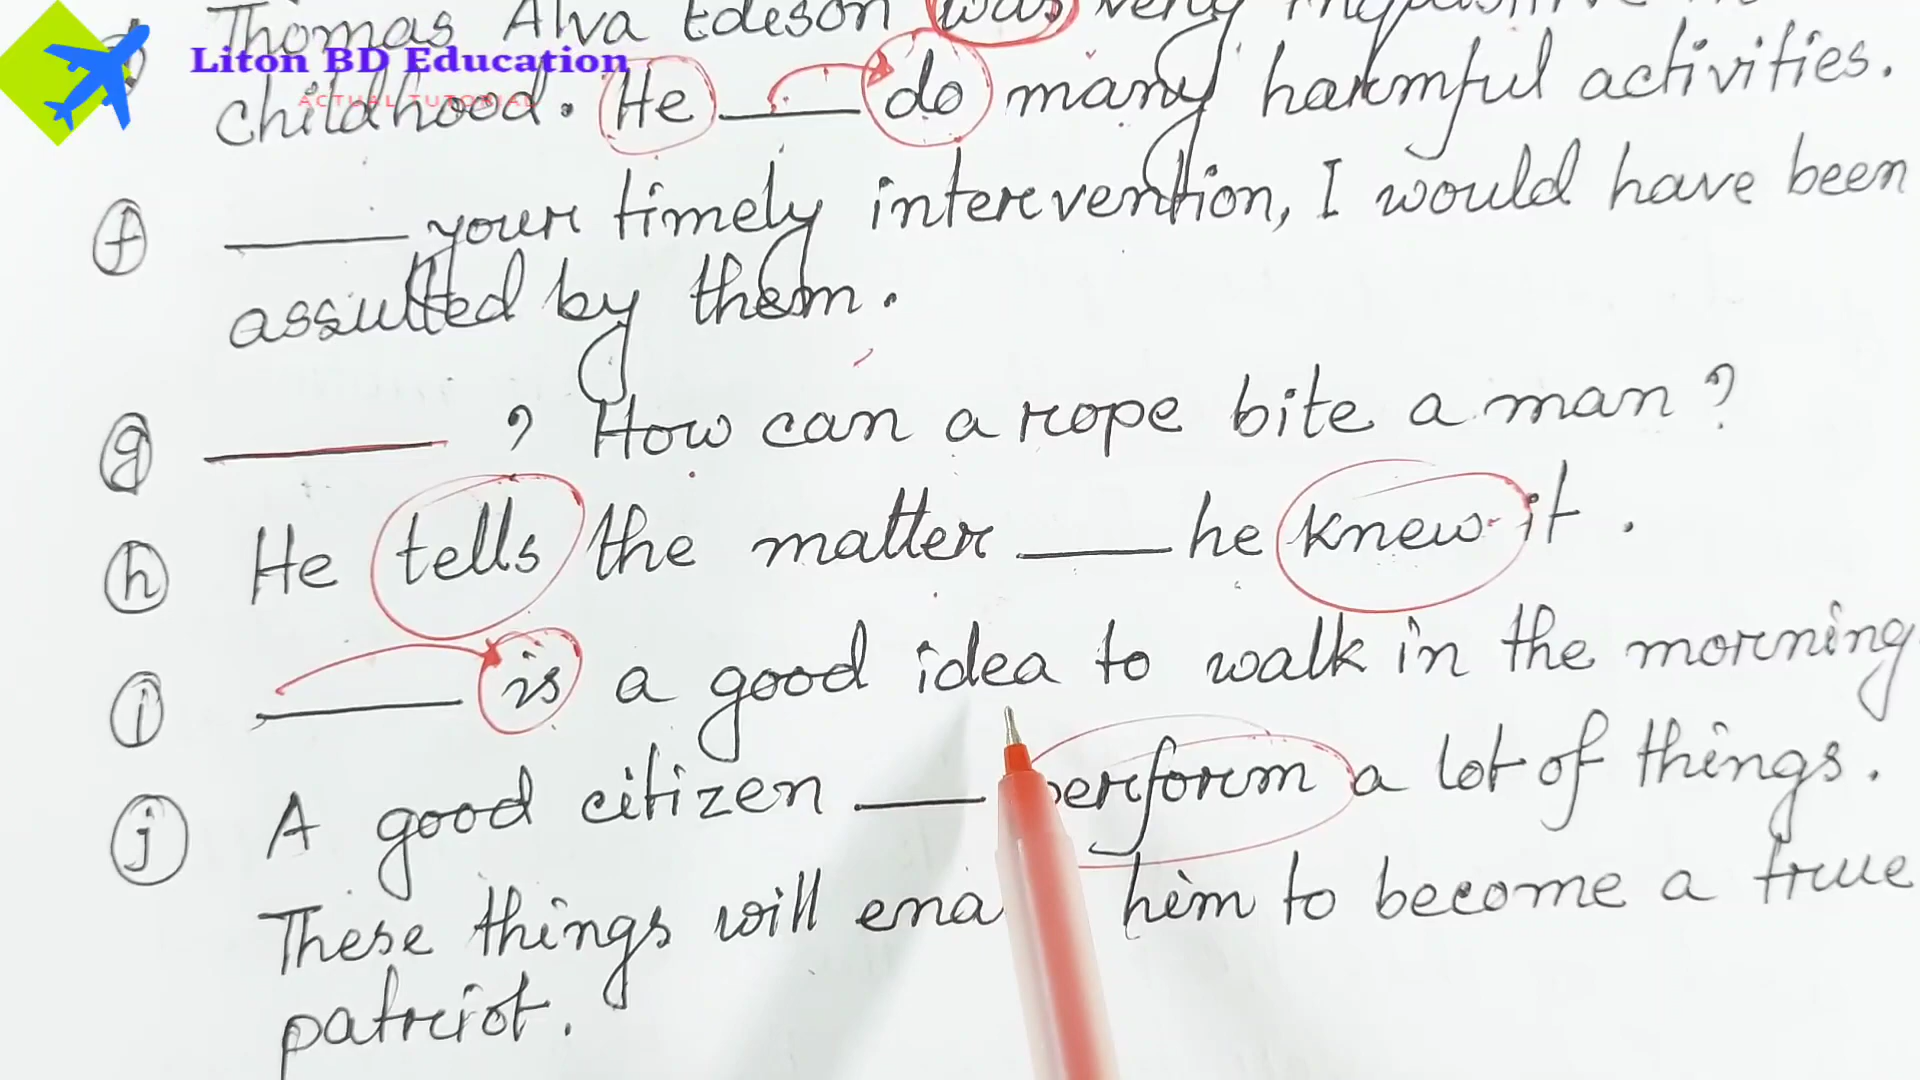 Thomas Alva Edeson was very
Liton BD Education
ACTUAL TUTORIAL
childhood. He ___ do many harmful activities.
f ___ your timely intervention, I would have been
assulted by them.
g ___ ? How can a rope bite a man?
h He tells the matter ___ he knew it.
i ___ is a good idea to walk in the morning
j A good citizen ___ perform a lot of things.
These things will ena him to become a true
patriot.